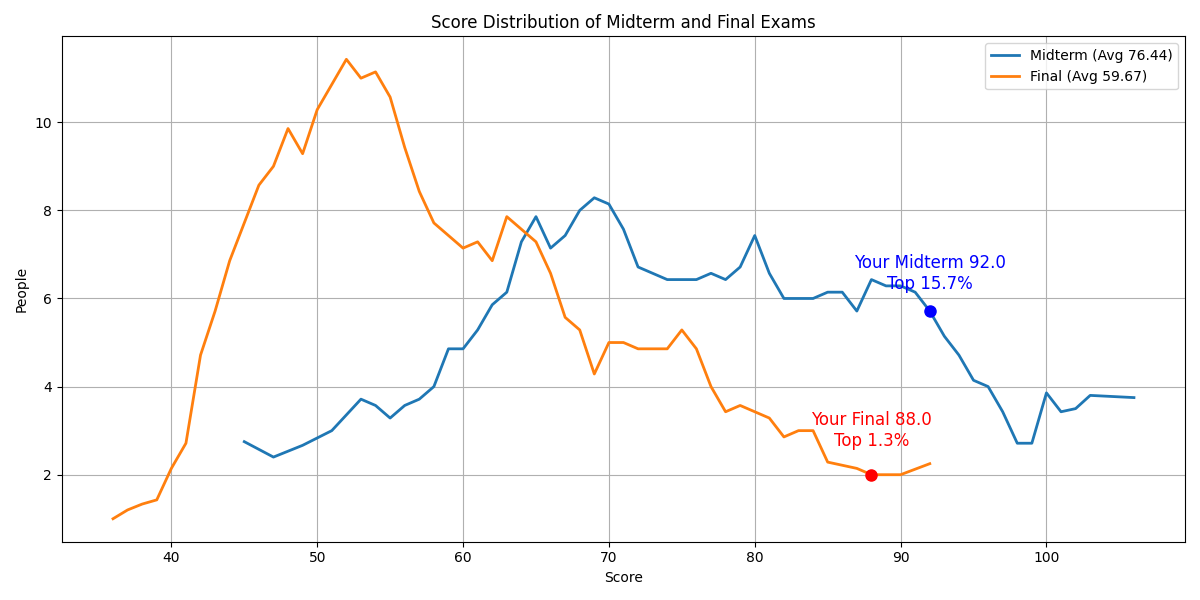 Score Distribution of Midterm and Final Exams
Midterm (Avg 76.44)
Final (Avg 59.67)
People
10
8
6
4
2
Your Midterm 92.0
Top 15.7%
Your Final 88.0
Top 1.3%
40 50 60 70 80 90 100
Score